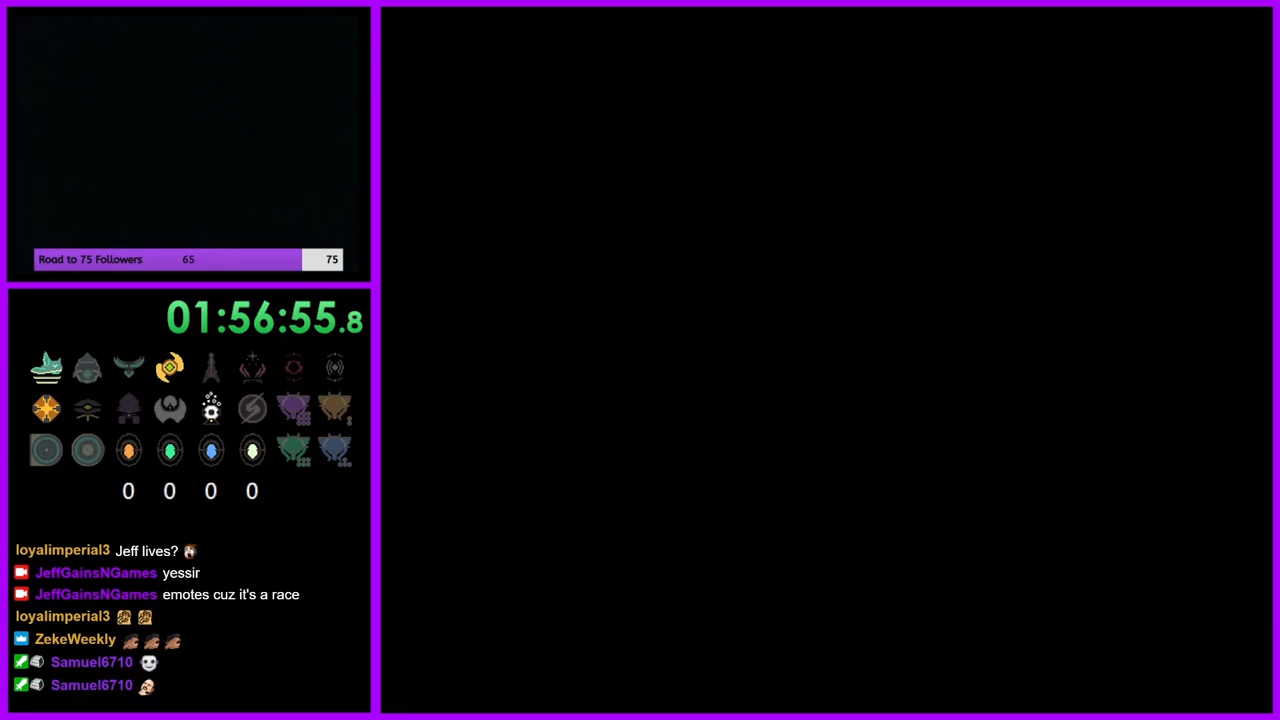 Road to 75 Followers 65 75
01:56:55.8
0 0 0 0
loyalimperial3 Jeff lives?
JeffGainsNGames yessir
JeffGainsNGames emotes cuz it's a race
loyalimperial3
ZekeWeekly
Samuel6710
Samuel6710